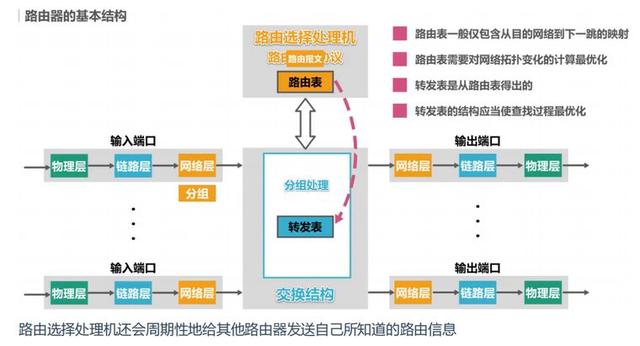 路由器的基本结构
路由选择处理机
路由 协议
路由报文
路由表
路由表一般仅包含从目的网络到下一跳的映射
路由表需要对网络拓扑变化的计算最优化
转发表是从路由表得出的
转发表的结构应当使查找过程最优化
输入端口
输出端口
物理层 链路层 网络层
分组
分组处理
网络层 链路层 物理层
转发表
输入端口
输出端口
物理层 链路层 网络层
交换结构
网络层 链路层 物理层
路由选择处理机还会周期性地给其他路由器发送自己所知道的路由信息